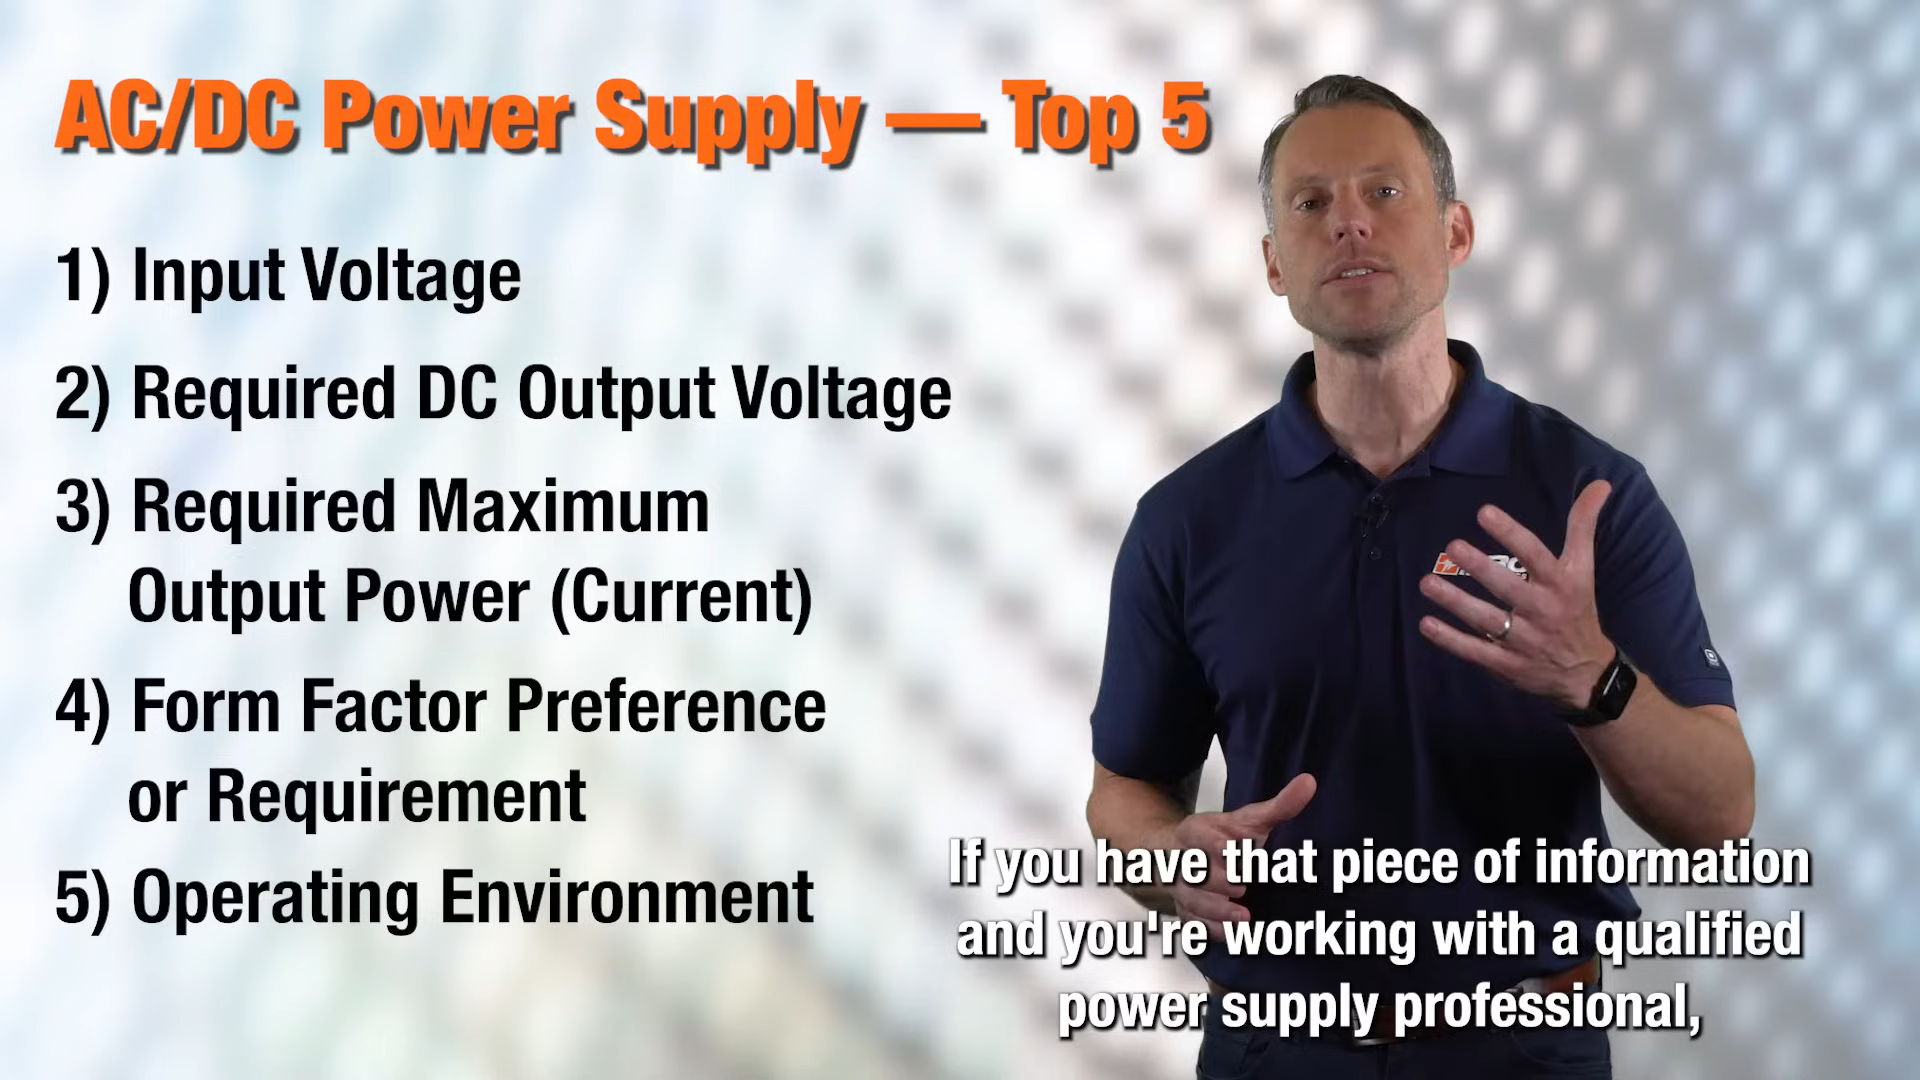 AC/DC Power Supply — Top 5
1) Input Voltage
2) Required DC Output Voltage
3) Required Maximum
Output Power (Current)
4) Form Factor Preference
or Requirement
5) Operating Environment
If you have that piece of information
and you're working with a qualified
power supply professional,